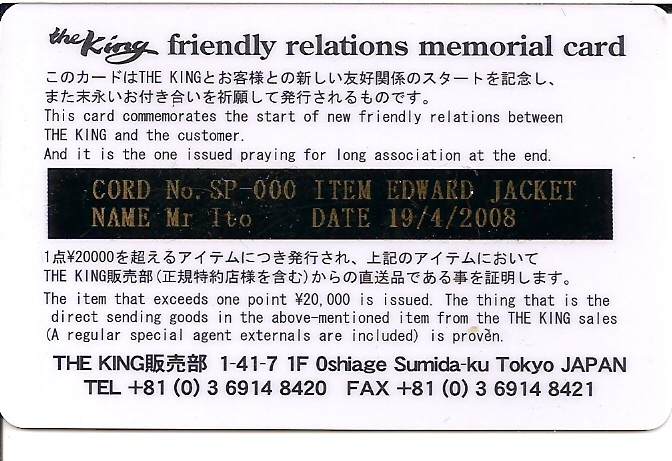 the King friendly relations memorial card
このカードはTHE KINGとお客様との新しい友好関係のスタートを記念し、
また末永いお付き合いを祈願して発行されるものです。
This card commemorates the start of new friendly relations between
THE KING and the customer.
And it is the one issued praying for long association at the end.
CORD No.SP-000 ITEM EDWARD JACKET
NAME Mr Ito DATE 19/4/2008
1点¥20000を超えるアイテムにつき発行され、上記のアイテムにおいて
THE KING販売部(正規特約店様を含む)からの直送品である事を証明します。
The item that exceeds one point ¥20,000 is issued. The thing that is the
direct sending goods in the above-mentioned item from the THE KING sales
(A regular special agent externals are included) is proven.
THE KING販売部 1-41-7 1F Oshiage Sumida-ku Tokyo JAPAN
TEL +81 (0) 3 6914 8420 FAX +81 (0) 3 6914 8421